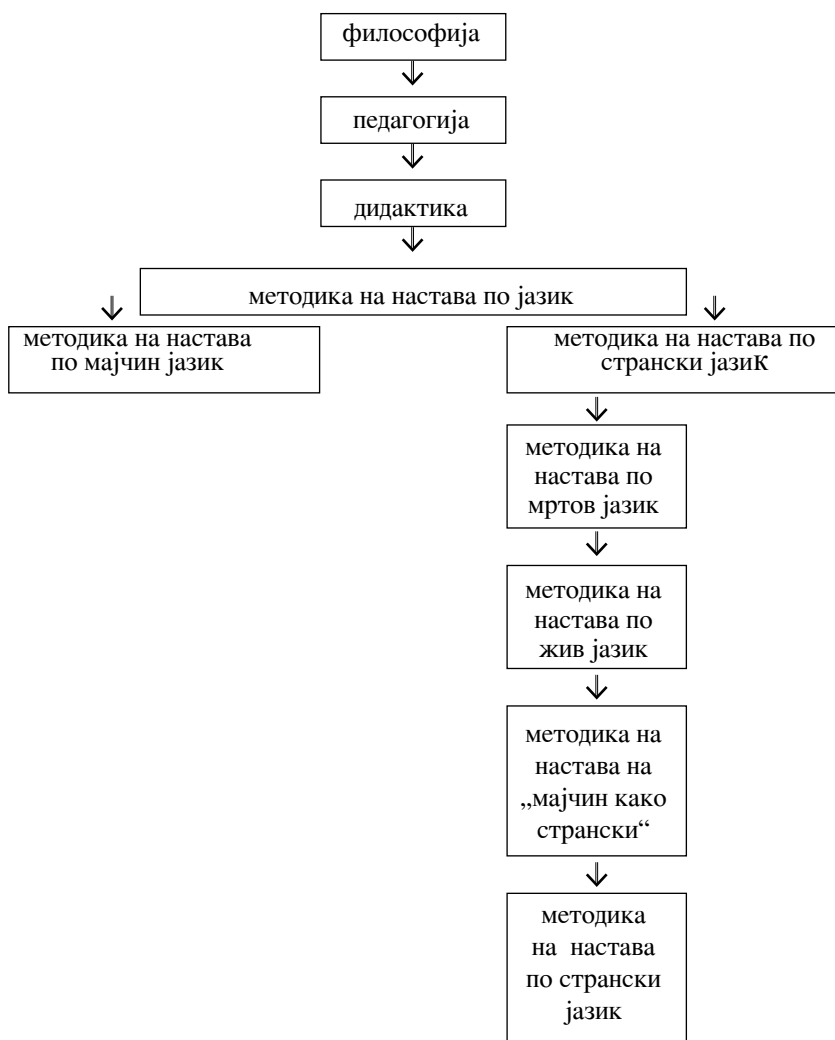 философија
педагогија
дидактика
методика на настава по јазик
методика на настава
по мајчин јазик
методика на настава по
странски јазиК
методика на
настава по
мртов јазик
методика на
настава по
жив јазик
методика на
настава на
„мајчин како
странски“
методика
на настава
по странски
јазик